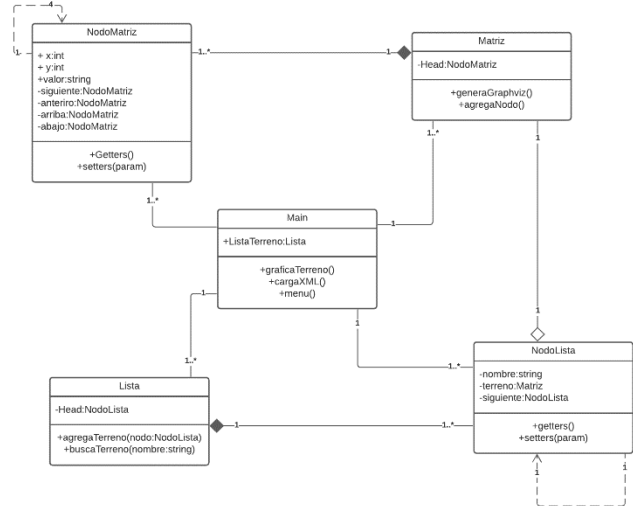 4
1
NodoMatriz
+ x:int
+ y:int
+valor:string
-siguiente:NodoMatriz
-anteriro:NodoMatriz
-arriba:NodoMatriz
-abajo:NodoMatriz
+Getters()
+setters(param)
1..*
1
Matriz
-Head:NodoMatriz
+generaGraphviz()
+agregaNodo()
1..*
1
1..*
Main
+ListaTerreno:Lista
+graficaTerreno()
+cargaXML()
+menu()
1
1
1
1..*
1
1..*
Lista
-Head:NodoLista
+agregaTerreno(nodo:NodoLista)
+buscaTerreno(nombre:string)
1
1..*
NodoLista
-nombre:string
-terreno:Matriz
-siguiente:NodoLista
+getters()
+setters(param)
1
1